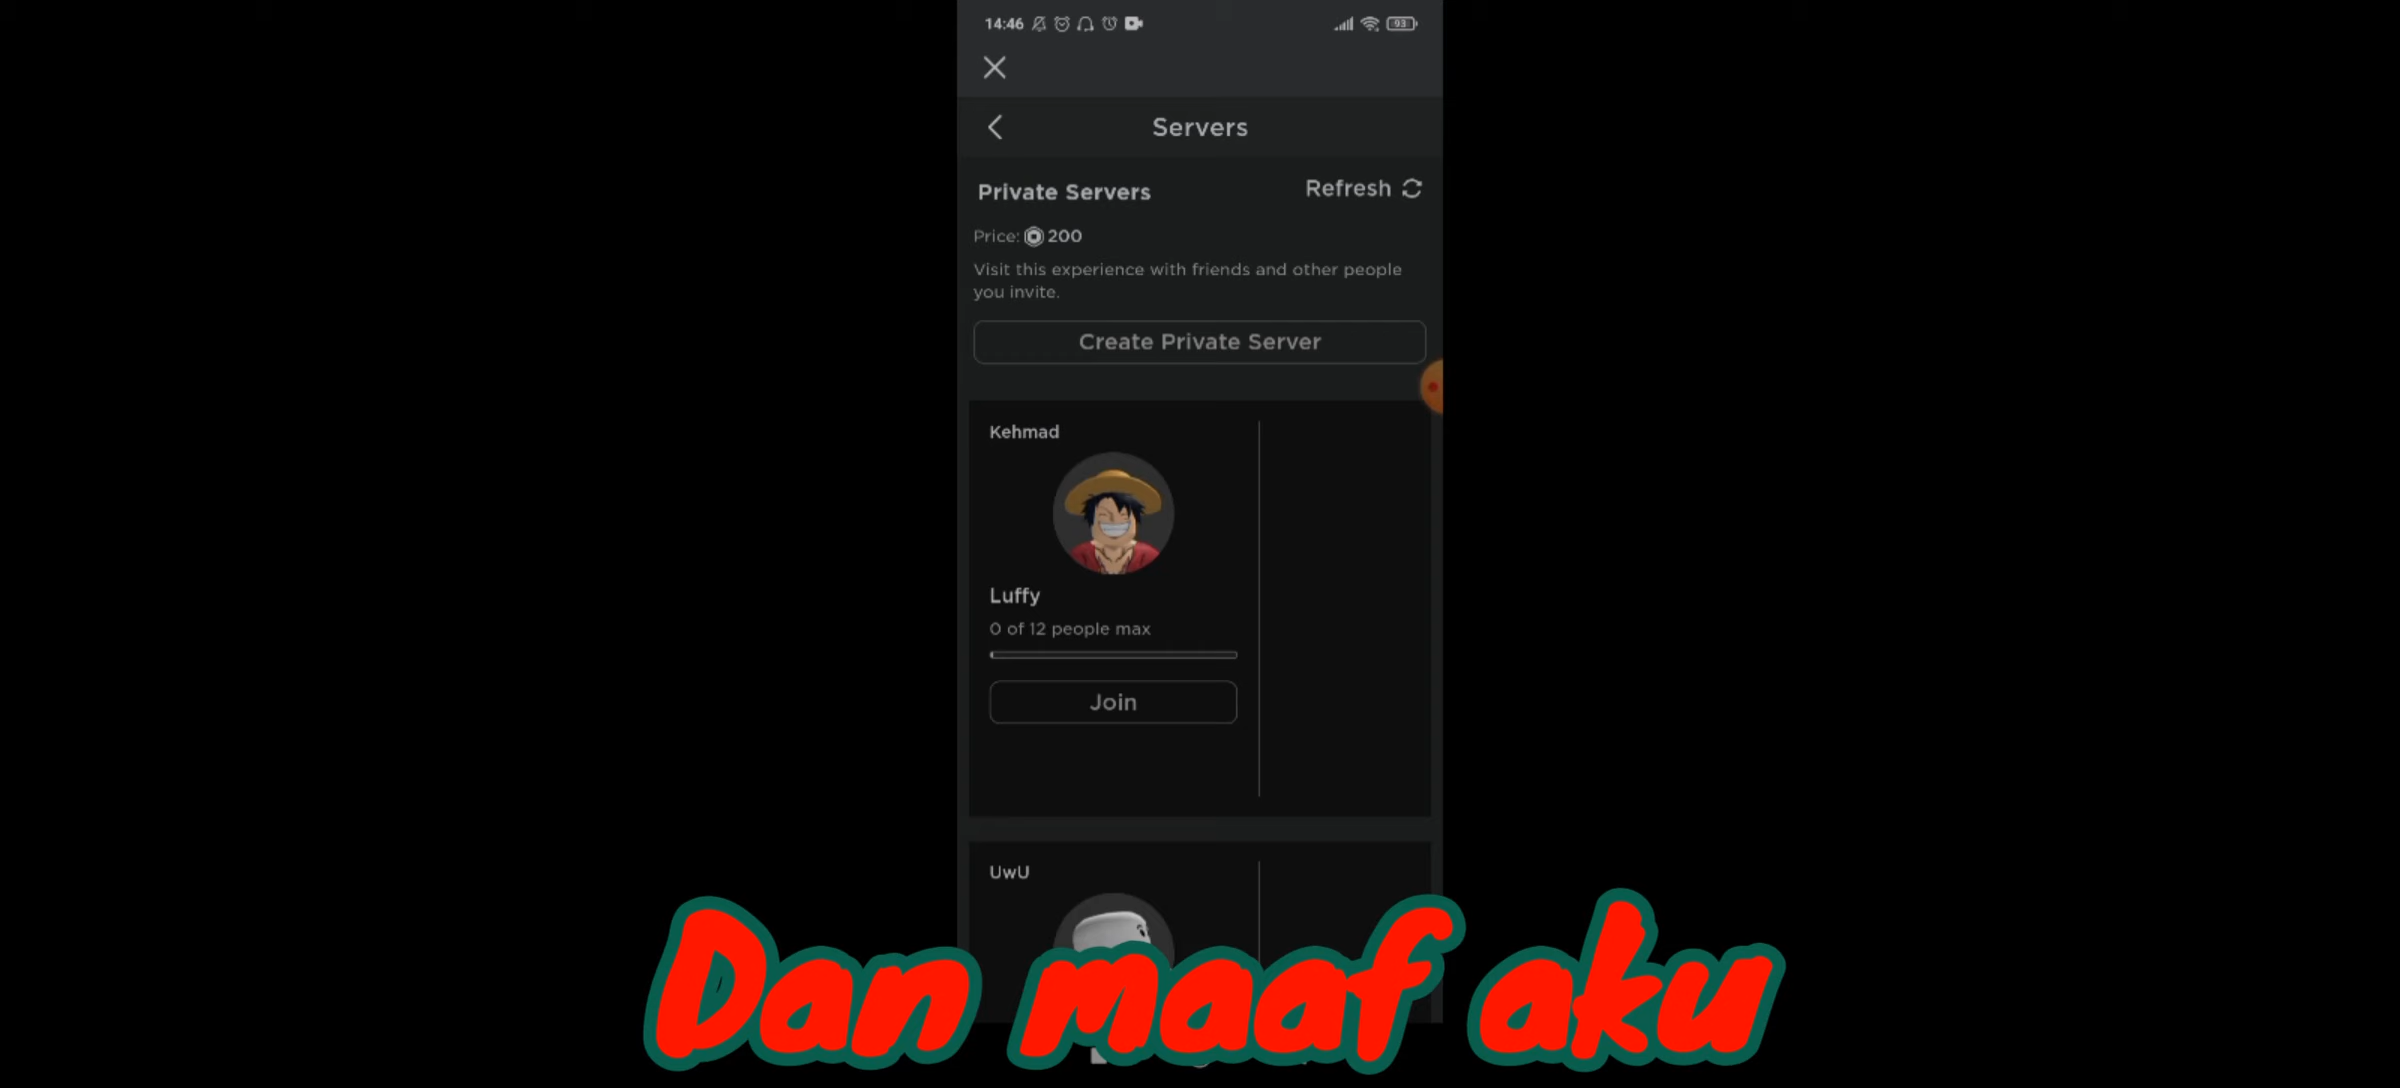 14:46
93
Servers
Private Servers
Refresh
Price: 200
Visit this experience with friends and other people
you invite.
Create Private Server
Kehmad
Luffy
0 of 12 people max
Join
UwU
Dan maaf aku